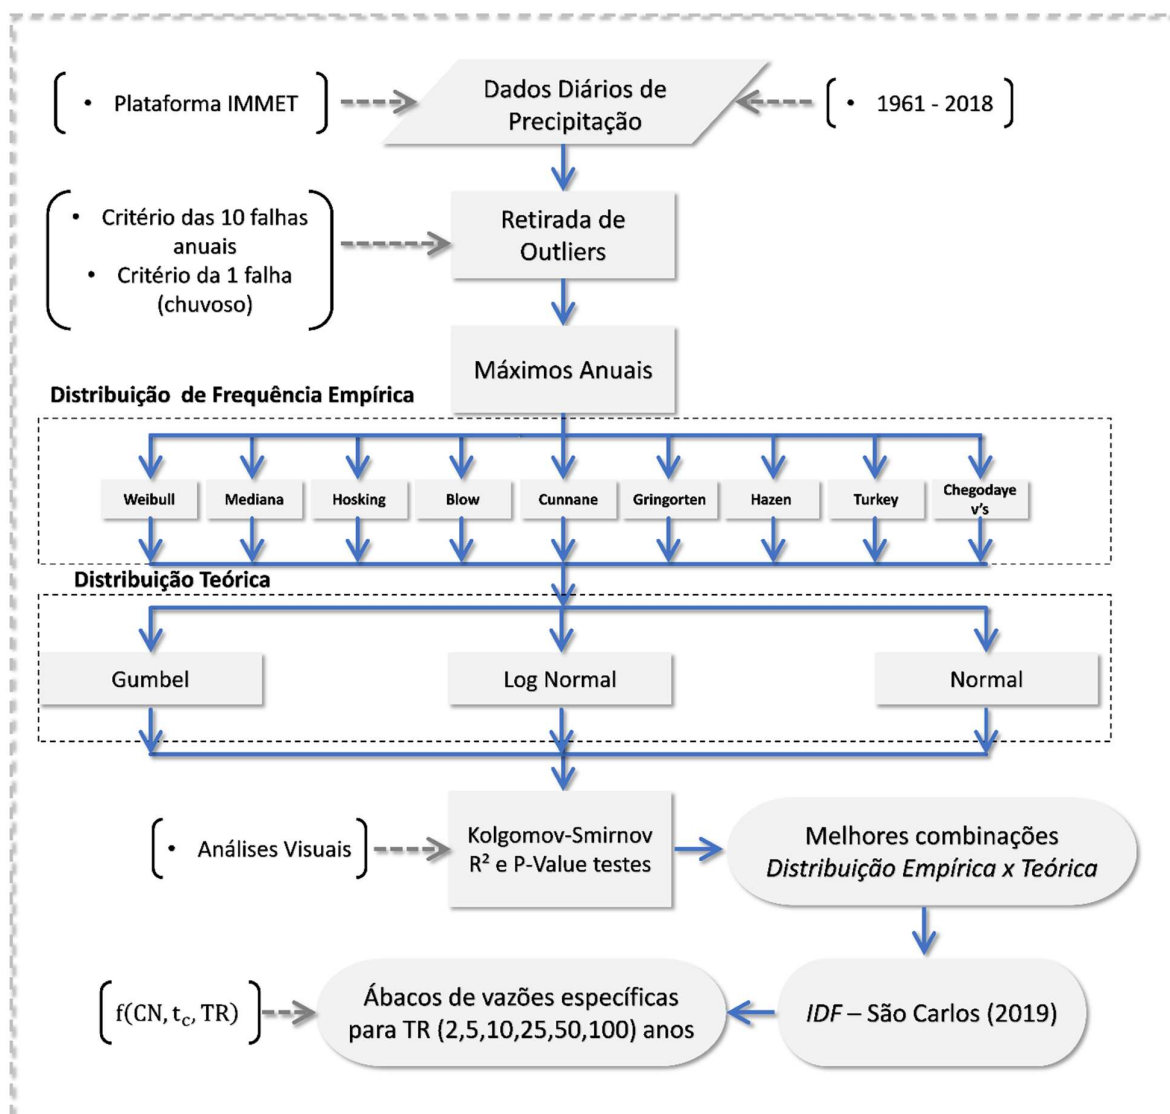 • Plataforma IMMET
Dados Diários de
Precipitação
• 1961 - 2018
• Critério das 10 falhas
anuais
• Critério da 1 falha
(chuvoso)
Retirada de
Outliers
Máximos Anuais
Distribuição de Frequência Empírica
Weibull
Mediana
Hosking
Blow
Cunnane
Gringorten
Hazen
Turkey
Chegodaye
v's
Distribuição Teórica
Gumbel
Log Normal
Normal
• Análises Visuais
Kolgomov-Smirnov
R² e P-Value testes
Melhores combinações
Distribuição Empírica x Teórica
f(CN, t꜀, TR)
Ábacos de vazões específicas
para TR (2,5,10,25,50,100) anos
IDF – São Carlos (2019)